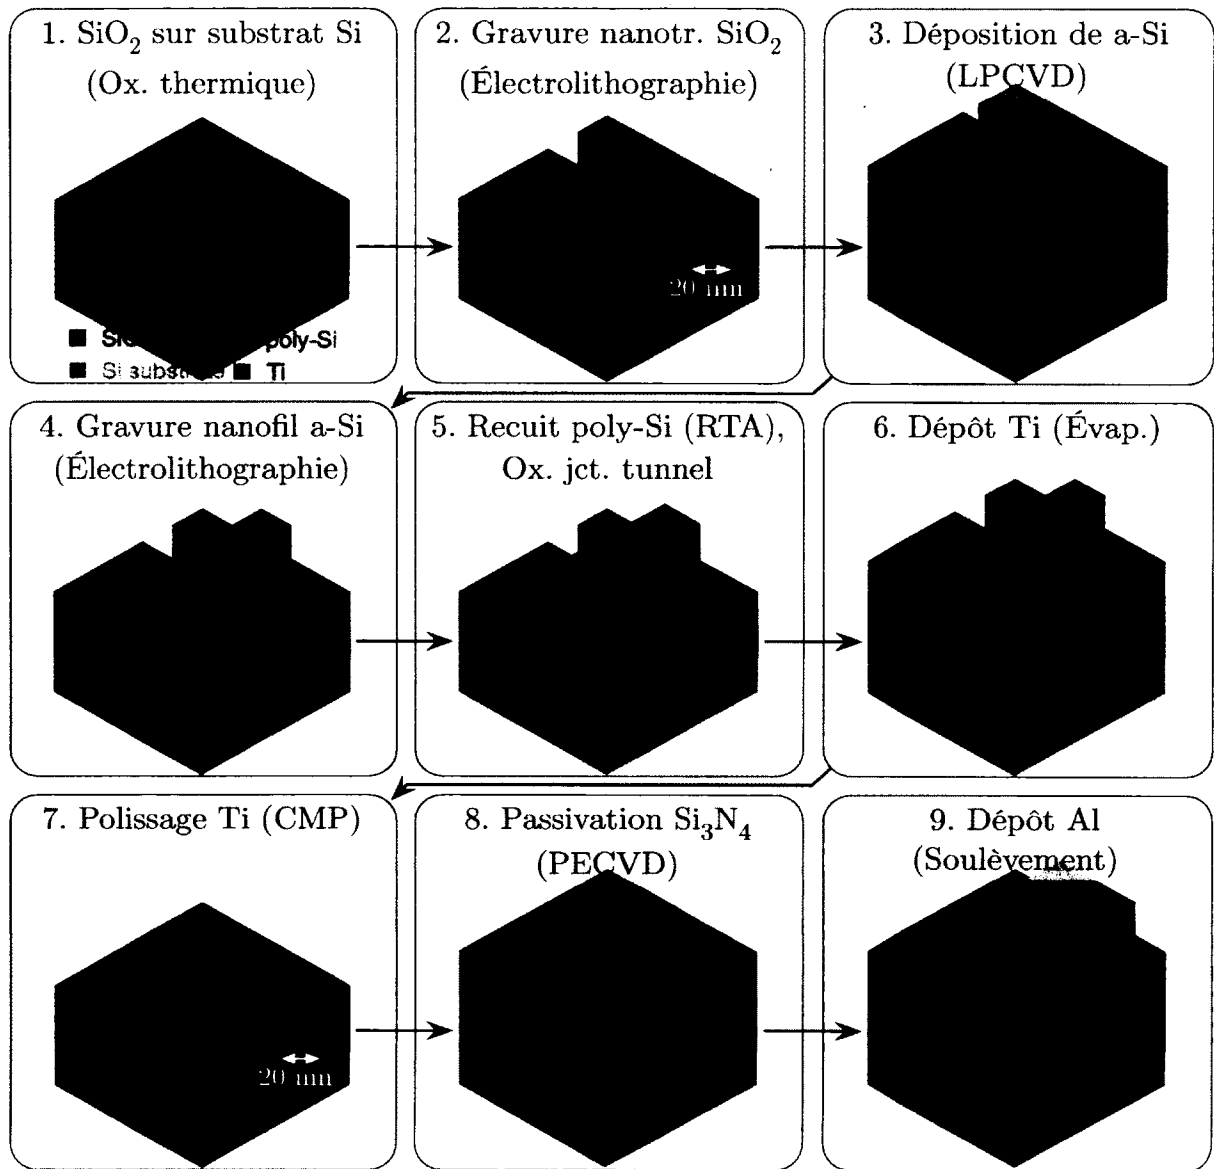 1. SiO₂ sur substrat Si
(Ox. thermique)
2. Gravure nanotr. SiO₂
(Électrolithographie)
3. Déposition de a-Si
(LPCVD)
20 nm
poly-Si
Si Ti
4. Gravure nanofil a-Si
(Électrolithographie)
5. Recuit poly-Si (RTA),
Ox. jct. tunnel
6. Dépôt Ti (Évap.)
7. Polissage Ti (CMP)
8. Passivation Si₃N₄
(PECVD)
9. Dépôt Al
(Soulèvement)
20 nm